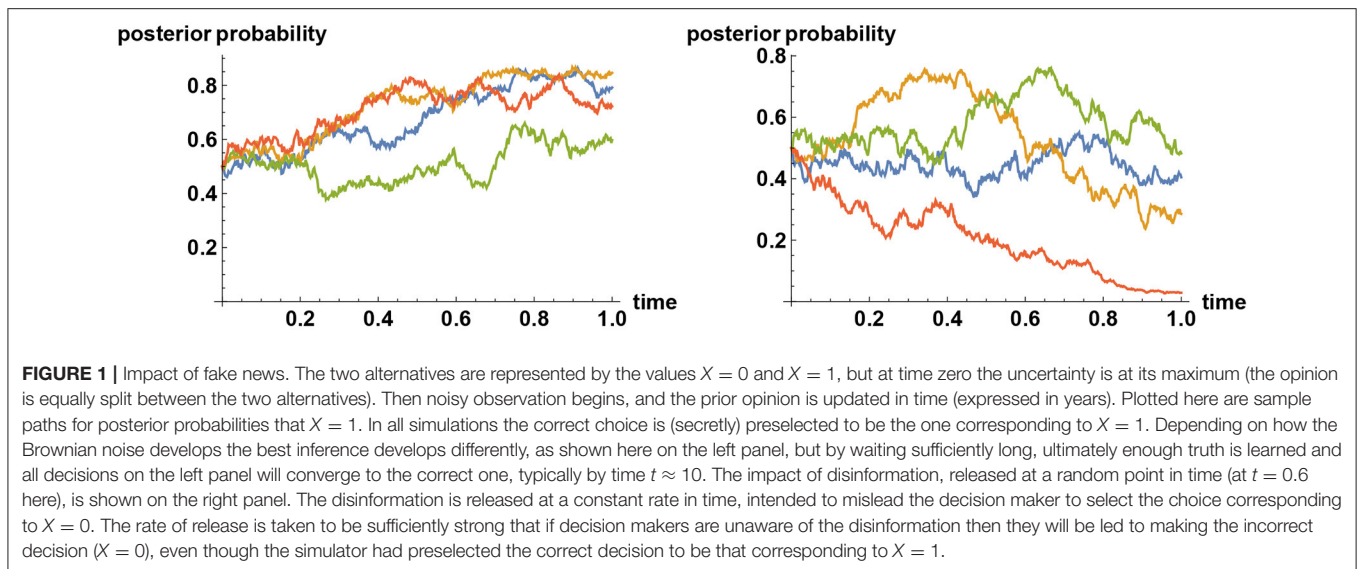 posterior probability
0.8
0.6
0.4
0.2
0.2 0.4 0.6 0.8 1.0
time
posterior probability
0.8
0.6
0.4
0.2
0.2 0.4 0.6 0.8 1.0
time
FIGURE 1 | Impact of fake news. The two alternatives are represented by the values X = 0 and X = 1, but at time zero the uncertainty is at its maximum (the opinion
is equally split between the two alternatives). Then noisy observation begins, and the prior opinion is updated in time (expressed in years). Plotted here are sample
paths for posterior probabilities that X = 1. In all simulations the correct choice is (secretly) preselected to be the one corresponding to X = 1. Depending on how the
Brownian noise develops the best inference develops differently, as shown here on the left panel, but by waiting sufficiently long, ultimately enough truth is learned and
all decisions on the left panel will converge to the correct one, typically by time t ≈ 10. The impact of disinformation, released at a random point in time (at t = 0.6
here), is shown on the right panel. The disinformation is released at a constant rate in time, intended to mislead the decision maker to select the choice corresponding
to X = 0. The rate of release is taken to be sufficiently strong that if decision makers are unaware of the disinformation then they will be led to making the incorrect
decision (X = 0), even though the simulator had preselected the correct decision to be that corresponding to X = 1.